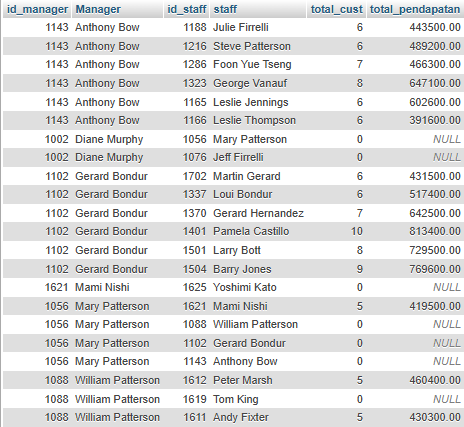 id_manager Manager id_staff staff total_cust total_pendapatan
1143 Anthony Bow 1188 Julie Firrelli 6 443500.00
1143 Anthony Bow 1216 Steve Patterson 6 489200.00
1143 Anthony Bow 1286 Foon Yue Tseng 7 466300.00
1143 Anthony Bow 1323 George Vanauf 8 647100.00
1143 Anthony Bow 1165 Leslie Jennings 6 602600.00
1143 Anthony Bow 1166 Leslie Thompson 6 391600.00
1002 Diane Murphy 1056 Mary Patterson 0 NULL
1002 Diane Murphy 1076 Jeff Firrelli 0 NULL
1102 Gerard Bondur 1702 Martin Gerard 6 431500.00
1102 Gerard Bondur 1337 Loui Bondur 6 517400.00
1102 Gerard Bondur 1370 Gerard Hernandez 7 642500.00
1102 Gerard Bondur 1401 Pamela Castillo 10 813400.00
1102 Gerard Bondur 1501 Larry Bott 8 729500.00
1102 Gerard Bondur 1504 Barry Jones 9 769600.00
1621 Mami Nishi 1625 Yoshimi Kato 0 NULL
1056 Mary Patterson 1621 Mami Nishi 5 419500.00
1056 Mary Patterson 1088 William Patterson 0 NULL
1056 Mary Patterson 1102 Gerard Bondur 0 NULL
1056 Mary Patterson 1143 Anthony Bow 0 NULL
1088 William Patterson 1612 Peter Marsh 5 460400.00
1088 William Patterson 1619 Tom King 0 NULL
1088 William Patterson 1611 Andy Fixter 5 430300.00